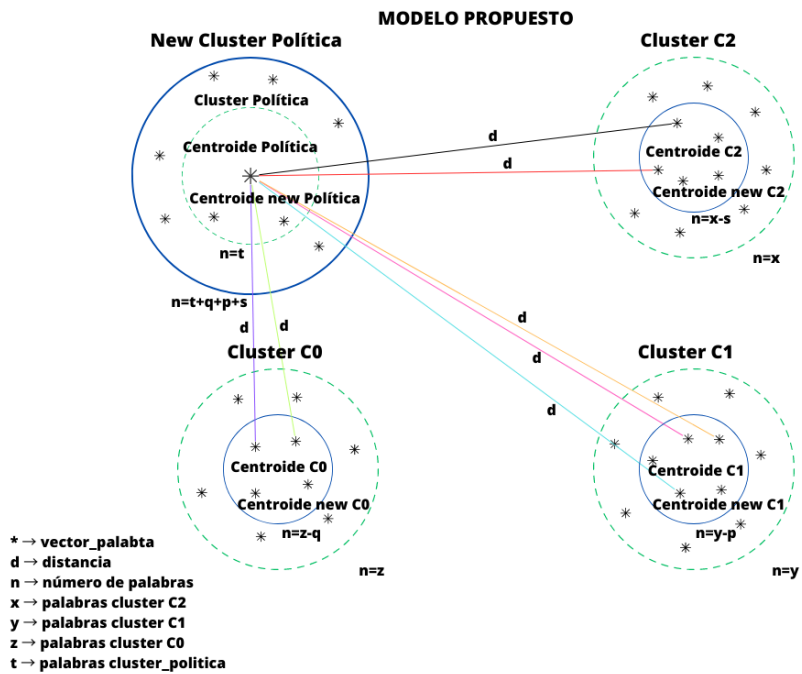 MODELO PROPUESTO
New Cluster Política
Cluster C2
Cluster Política
Centroide Política
d
Centroide C2
d
Centroide new C2
Centroide new Política
n=x-s
n=t
n=x
n=t+q+p+s
d
d
d
Cluster C0
Cluster C1
d
d
Centroide C0
Centroide C1
Centroide new C0
Centroide new C1
n=z-q
n=y-p
n=z
n=y
* → vector_palabta
d → distancia
n → número de palabras
x → palabras cluster C2
y → palabras cluster C1
z → palabras cluster C0
t → palabras cluster_politica